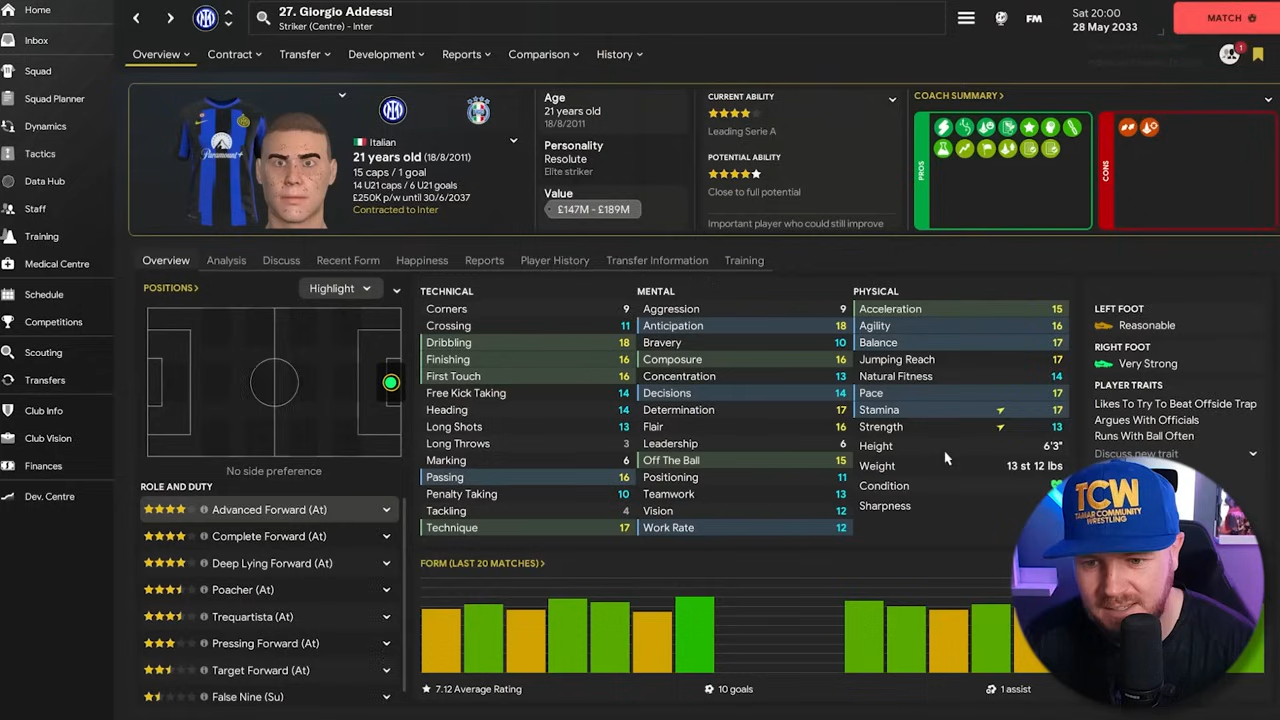 Home
27. Giorgio Addessi
Striker (Centre) - Inter
FM
Sat 20:00
28 May 2033
MATCH
Inbox
Squad
Squad Planner
Dynamics
Tactics
Data Hub
Staff
Training
Medical Centre
Schedule
Competitions
Scouting
Transfers
Club Info
Club Vision
Finances
Dev. Centre
Overview
Contract
Transfer
Development
Reports
Comparison
History
1
Paramount+
Italian
21 years old (18/8/2011)
15 caps / 1 goal
14 U21 caps / 6 U21 goals
£250K p/w until 30/6/2037
Contracted to Inter
Age
21 years old
18/8/2011
Personality
Resolute
Elite striker
Value
£147M - £189M
CURRENT ABILITY
Leading Serie A
POTENTIAL ABILITY
Close to full potential
Important player who could still improve
COACH SUMMARY >
PROS
CONS
Overview
Analysis
Discuss
Recent Form
Happiness
Reports
Player History
Transfer Information
Training
POSITIONS >
Highlight
No side preference
ROLE AND DUTY
Advanced Forward (At)
Complete Forward (At)
Deep Lying Forward (At)
Poacher (At)
Trequartista (At)
Pressing Forward (At)
Target Forward (At)
False Nine (Su)
TECHNICAL
Corners 9
Crossing 11
Dribbling 18
Finishing 16
First Touch 16
Free Kick Taking 14
Heading 14
Long Shots 13
Long Throws 3
Marking 6
Passing 16
Penalty Taking 10
Tackling 4
Technique 17
MENTAL
Aggression 9
Anticipation 18
Bravery 10
Composure 16
Concentration 13
Decisions 14
Determination 17
Flair 16
Leadership 6
Off The Ball 15
Positioning 11
Teamwork 13
Vision 12
Work Rate 12
PHYSICAL
Acceleration 15
Agility 16
Balance 17
Jumping Reach 17
Natural Fitness 14
Pace 17
Stamina 17
Strength 13
Height 6'3"
Weight 13 st 12 lbs
Condition
Sharpness
LEFT FOOT
Reasonable
RIGHT FOOT
Very Strong
PLAYER TRAITS
Likes To Try To Beat Offside Trap
Argues With Officials
Runs With Ball Often
Discuss new trait
FORM (LAST 20 MATCHES) >
7.12 Average Rating
10 goals
1 assist
TCW
TAMAR COMMUNITY
WRESTLING